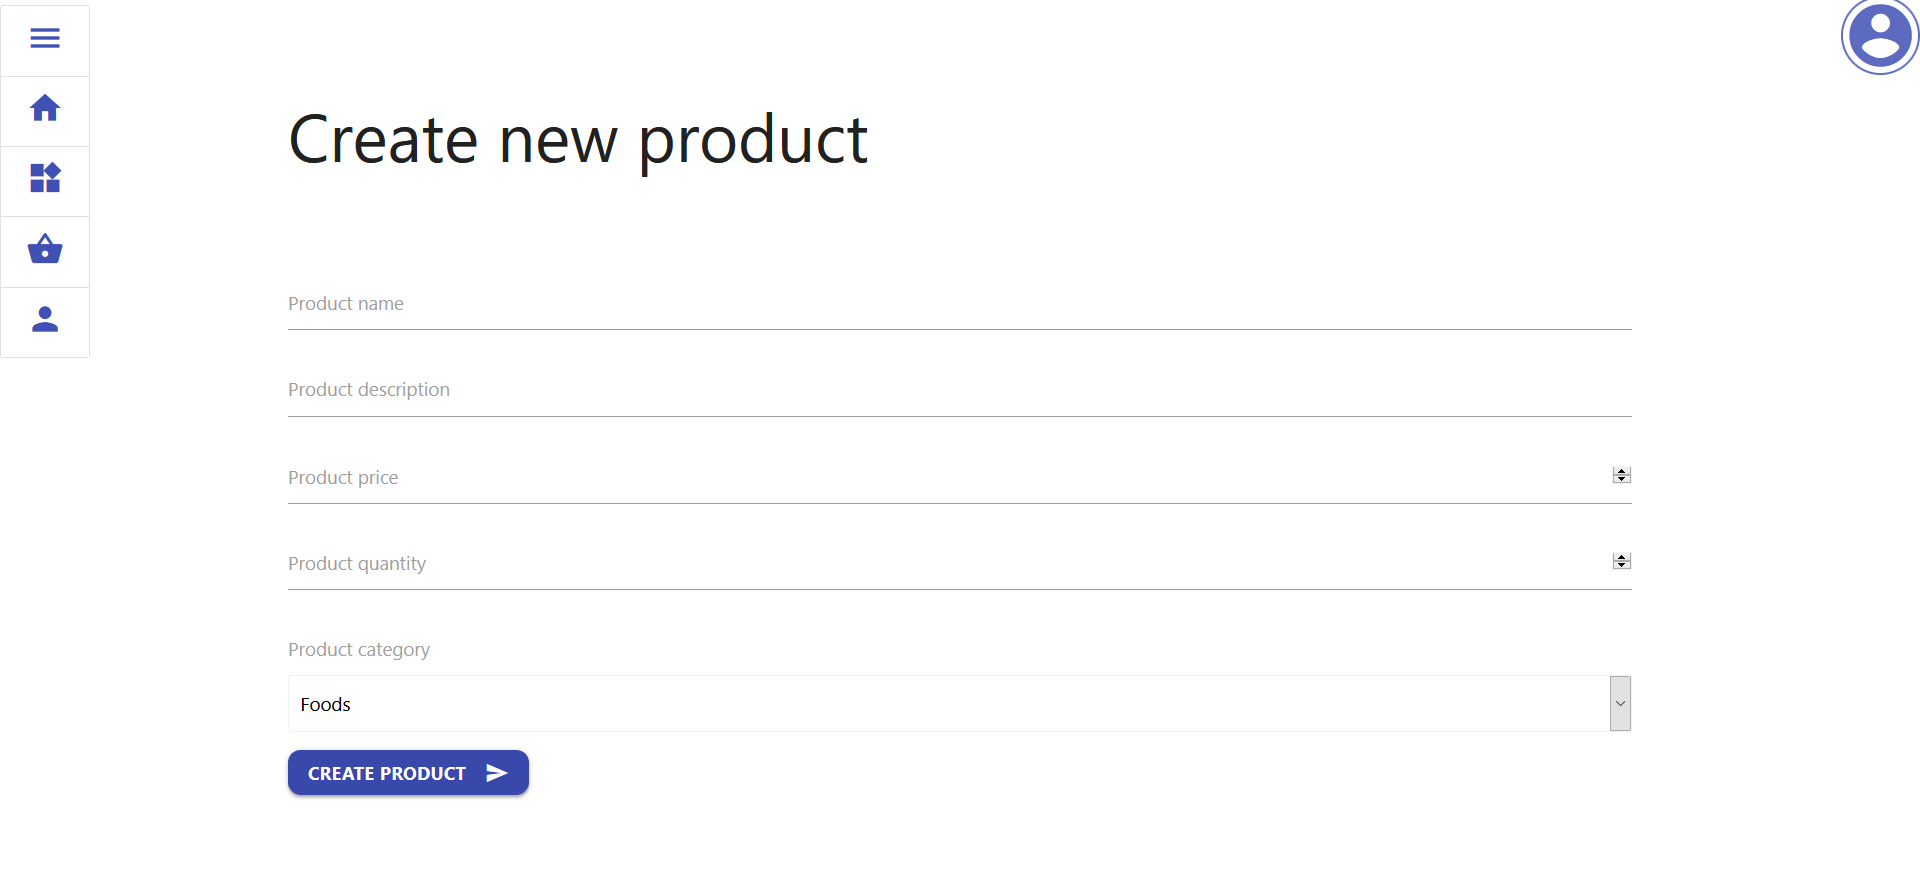 Create new product
Product name
Product description
Product price
Product quantity
Product category
Foods
CREATE PRODUCT